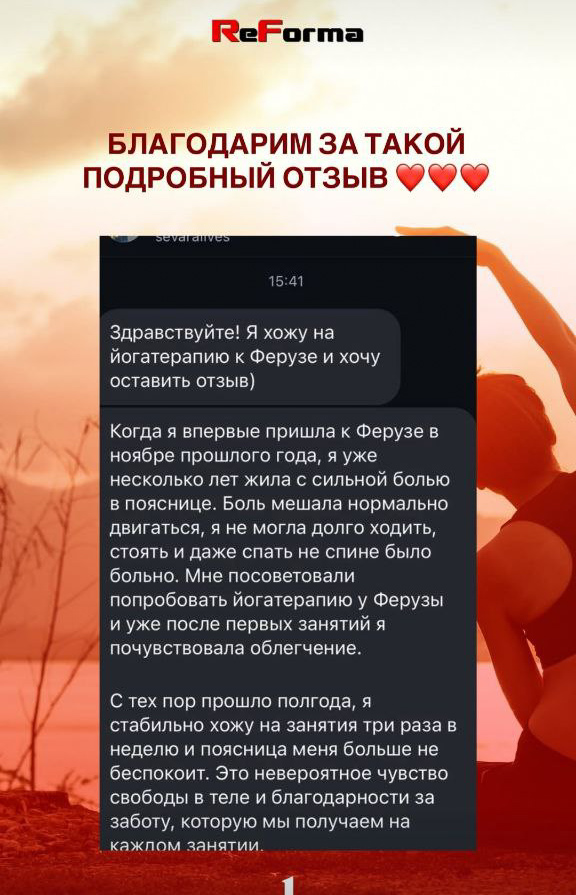 ReForma
БЛАГОДАРИМ ЗА ТАКОЙ
ПОДРОБНЫЙ ОТЗЫВ ❤️❤️❤️
sevaralives
15:41
Здравствуйте! Я хожу на
йогатерапию к Ферузе и хочу
оставить отзыв)
Когда я впервые пришла к Ферузе в
ноябре прошлого года, я уже
несколько лет жила с сильной болью
в пояснице. Боль мешала нормально
двигаться, я не могла долго ходить,
стоять и даже спать не спине было
больно. Мне посоветовали
попробовать йогатерапию у Ферузы
и уже после первых занятий я
почувствовала облегчение.
С тех пор прошло полгода, я
стабильно хожу на занятия три раза в
неделю и поясница меня больше не
беспокоит. Это невероятное чувство
свободы в теле и благодарности за
заботу, которую мы получаем на
каждом занятии.
1